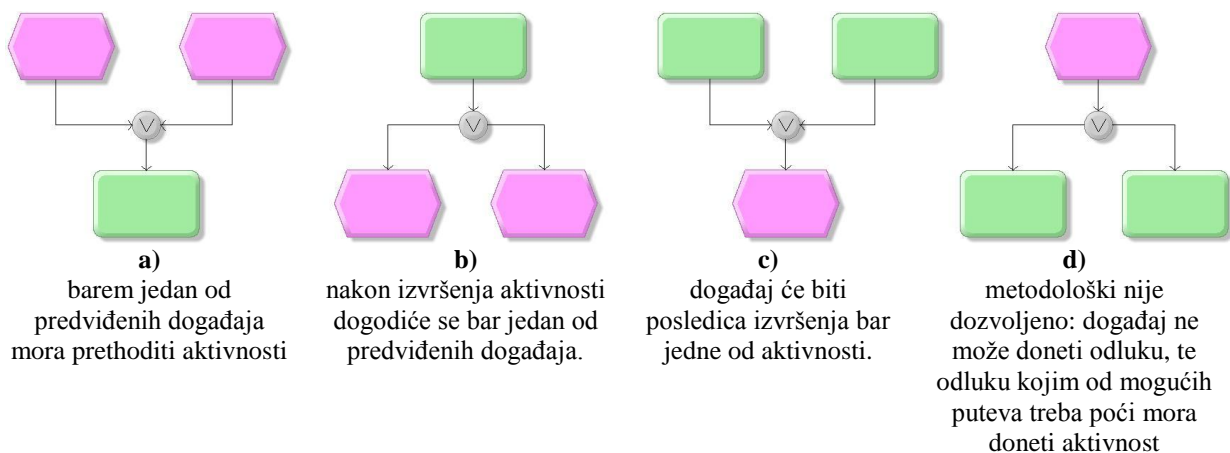 a)
barem jedan od
predviđenih događaja
mora prethoditi aktivnosti
b)
nakon izvršenja aktivnosti
dogodiće se bar jedan od
predviđenih događaja.
c)
događaj će biti
posledica izvršenja bar
jedne od aktivnosti.
d)
metodološki nije
dozvoljeno: događaj ne
može doneti odluku, te
odluku kojim od mogućih
puteva treba poći mora
doneti aktivnost